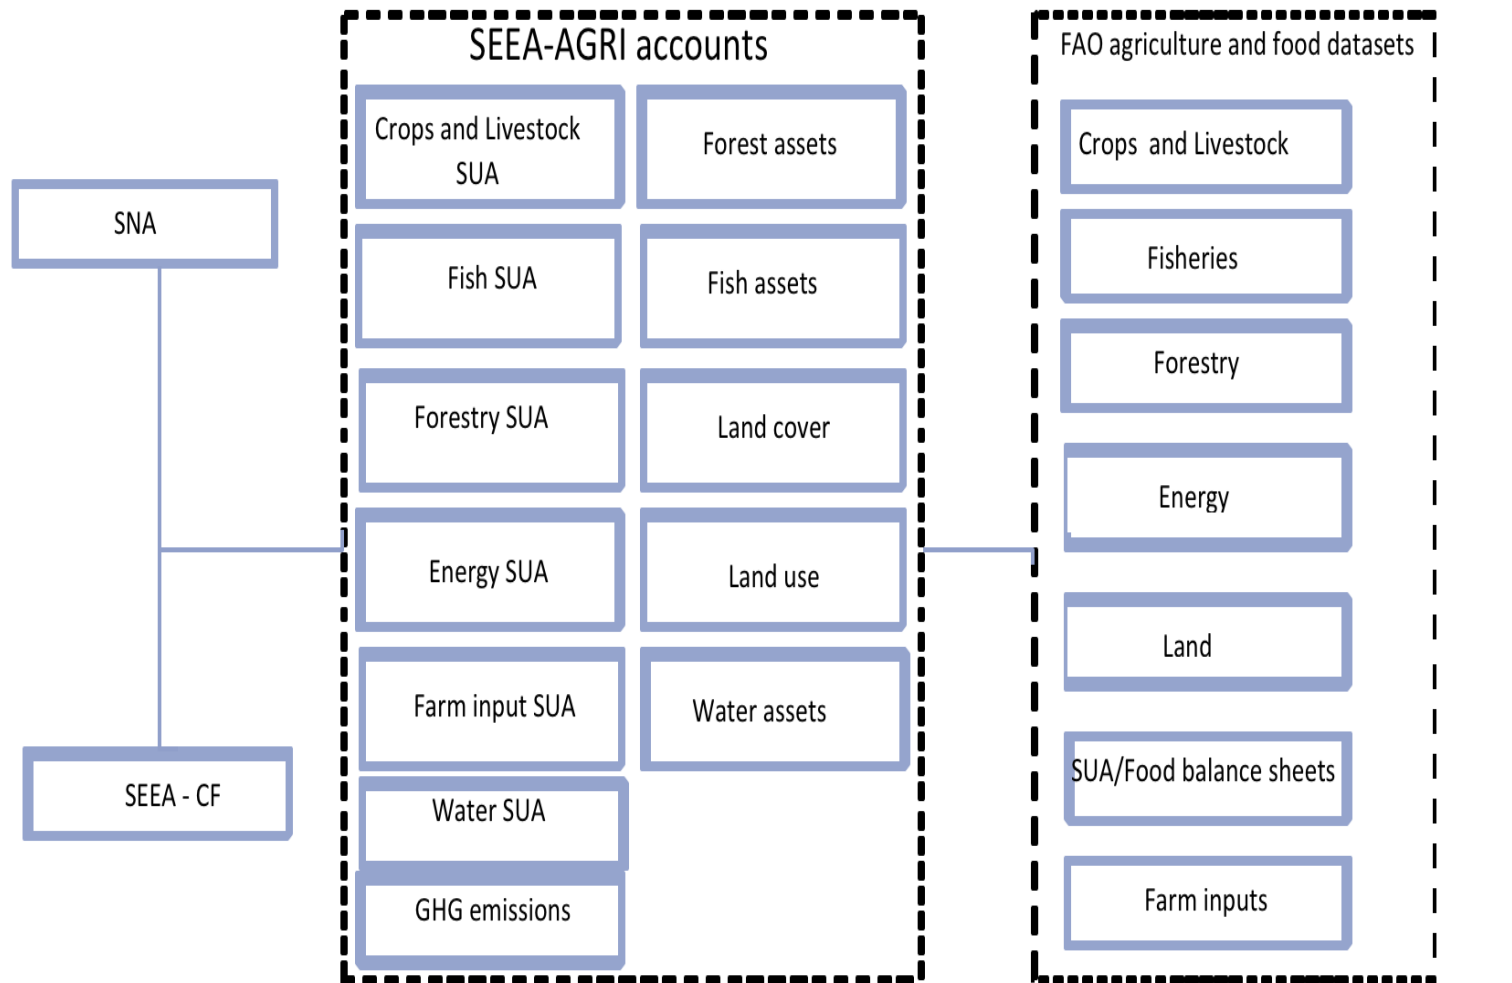 SNA
SEEA - CF
SEEA-AGRI accounts
Crops and Livestock
SUA
Forest assets
Fish SUA
Fish assets
Forestry SUA
Land cover
Energy SUA
Land use
Farm input SUA
Water assets
Water SUA
GHG emissions
FAO agriculture and food datasets
Crops and Livestock
Fisheries
Forestry
Energy
Land
SUA/Food balance sheets
Farm inputs